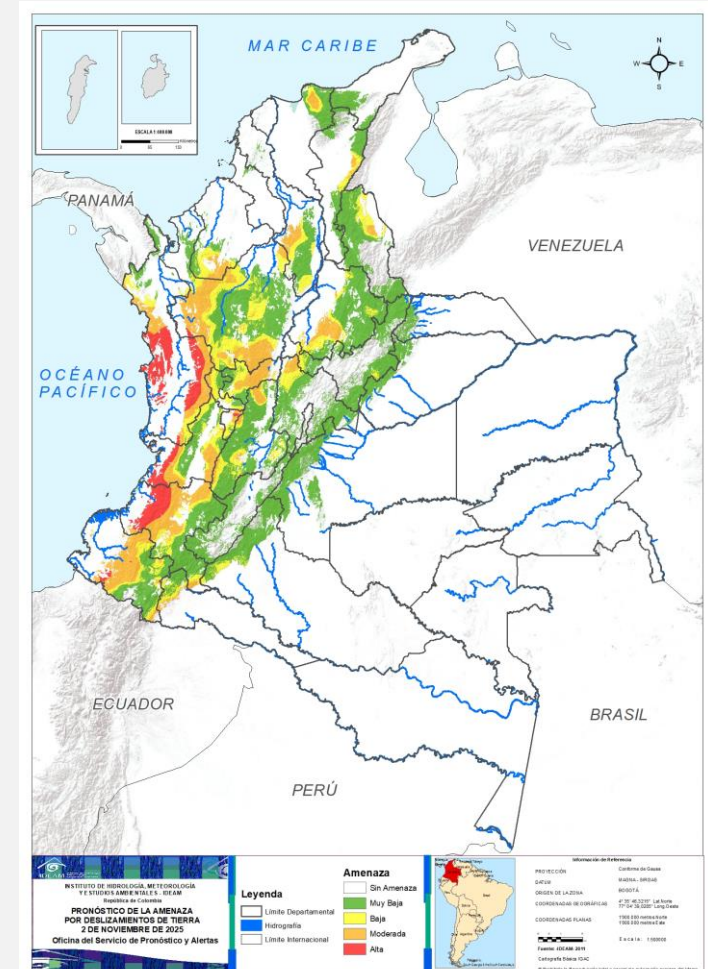 MAR CARIBE
N
W
E
S
PANAMÁ
VENEZUELA
OCÉANO
PACÍFICO
ECUADOR
BRASIL
PERÚ
IDEAM
INSTITUTO DE HIDROLOGÍA, METEOROLOGÍA
Y ESTUDIOS AMBIENTALES - IDEAM
República de Colombia
PRONÓSTICO DE LA AMENAZA
POR DESLIZAMIENTOS DE TIERRA
2 DE NOVIEMBRE DE 2025
Oficina del Servicio de Pronóstico y Alertas
Leyenda
Límite Departamental
Hidrografía
Límite Internacional
Amenaza
Sin Amenaza
Muy Baja
Baja
Moderada
Alta
Información de Referencia
PROYECCIÓN
Conforme de Gauss
DATUM
MAGNA - SIRGAS
ORIGEN DE LA ZONA
BOGOTÁ
COORDENADAS GEOGRÁFICAS
COORDENADAS PLANAS
Fuente: IDEAM 2011
Cartografía Básica IGAC